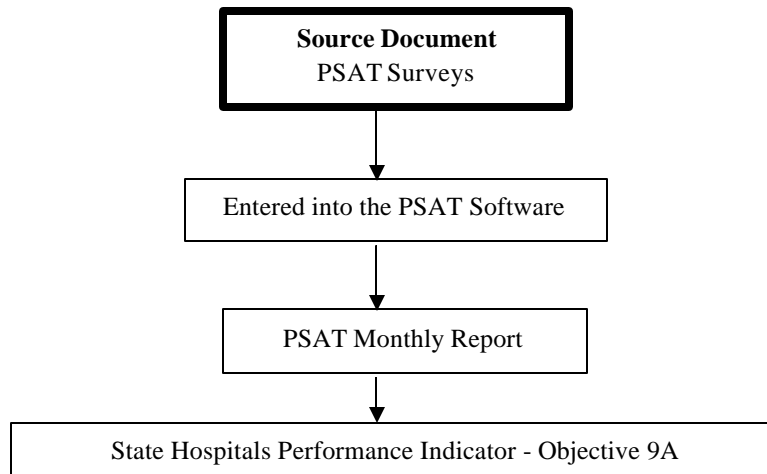 Source Document
PSAT Surveys
Entered into the PSAT Software
PSAT Monthly Report
State Hospitals Performance Indicator - Objective 9A